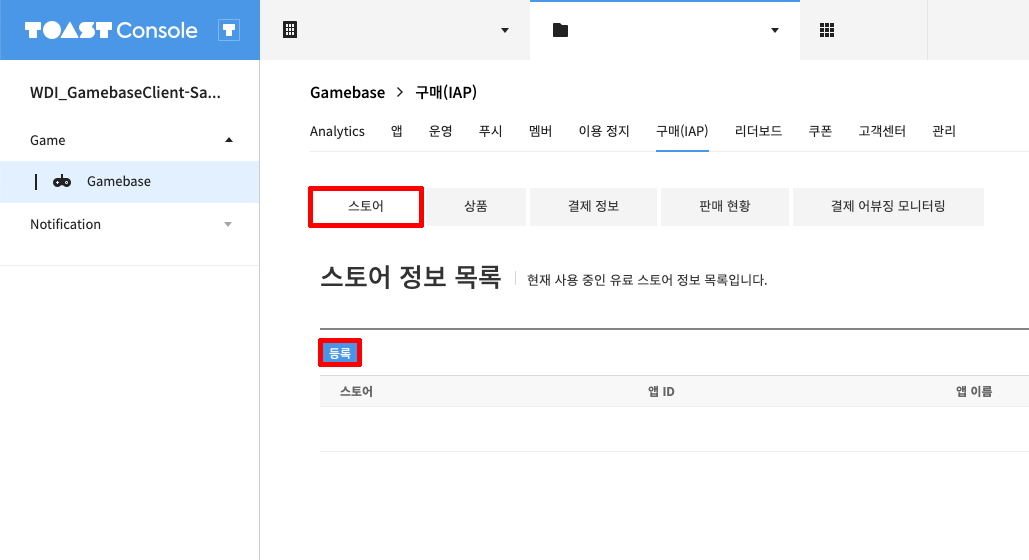 TOAST Console
WDI_GamebaseClient-Sa...
Game
Gamebase
Notification
Gamebase > 구매(IAP)
Analytics 앱 운영 푸시 멤버 이용 정지 구매(IAP) 리더보드 쿠폰 고객센터 관리
스토어 상품 결제 정보 판매 현황 결제 어뷰징 모니터링
스토어 정보 목록 현재 사용 중인 유료 스토어 정보 목록입니다.
등록
스토어 앱 ID 앱 이름